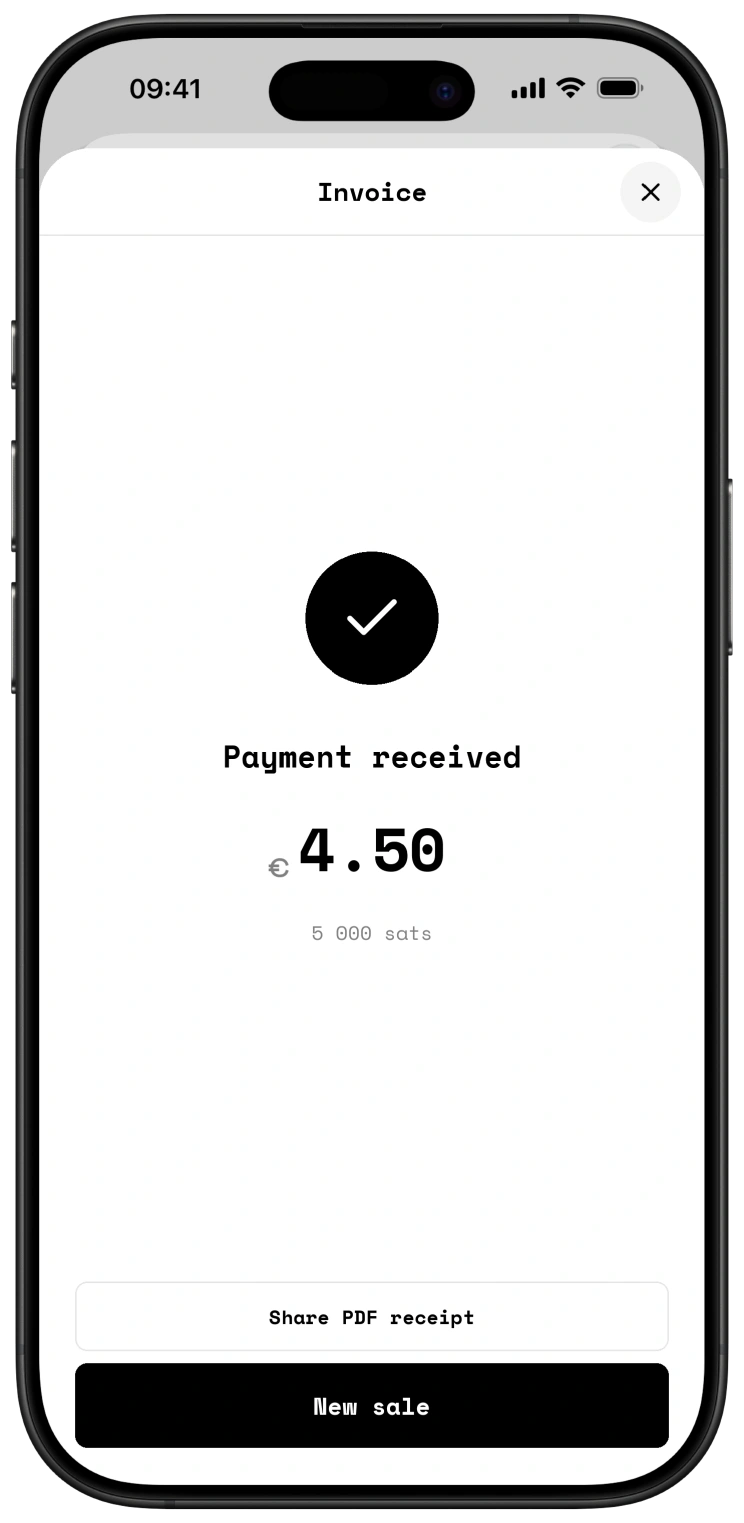 09:41
Invoice
Payment received
€ 4.50
5 000 sats
Share PDF receipt
New sale